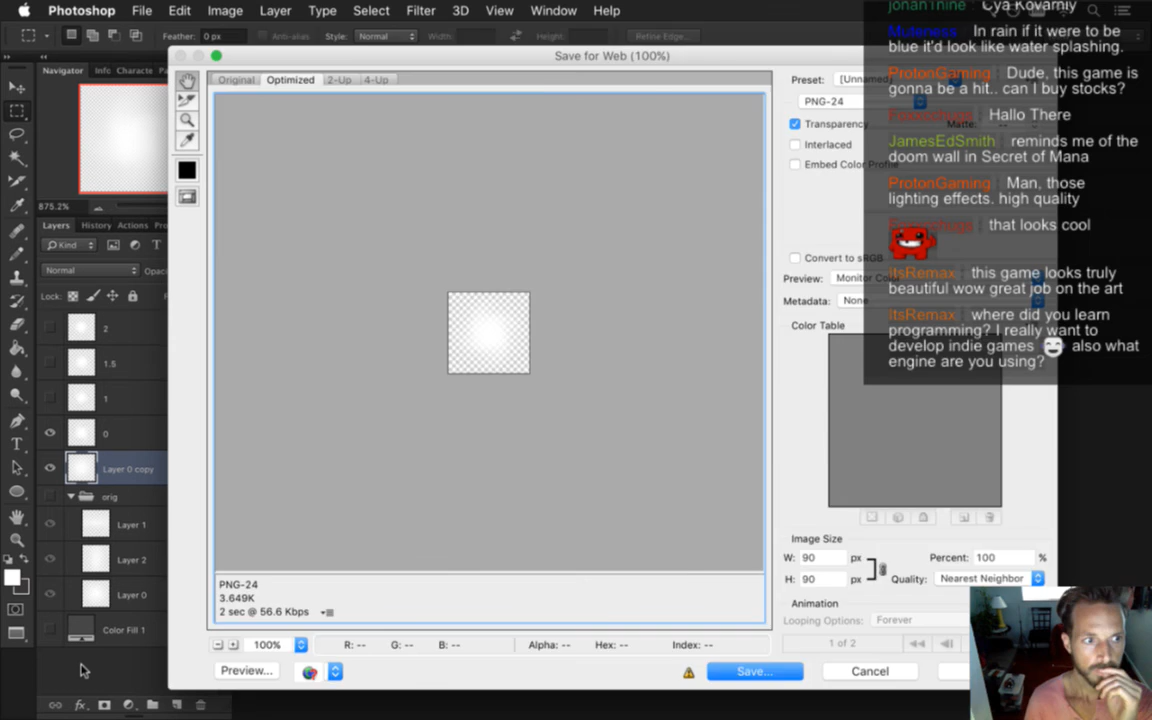 Photoshop File Edit Image Layer Type Select Filter 3D View Window Help
Feather: 0 px Anti-alias Style: Normal Width: Height: Refine Edge...
Navigator Info Characte Pa
875.2%
Layers History Actions Pro
Kind
Normal Opac
Lock:
2
1.5
1
0
Layer 0 copy
orig
Layer 1
Layer 2
Layer 0
Color Fill 1
Save for Web (100%)
Original Optimized 2-Up 4-Up
PNG-24
3.649K
2 sec @ 56.6 Kbps
100% R: -- G: -- B: -- Alpha: -- Hex: -- Index: --
Preview... Save... Cancel
Preset: [Unnamed]
PNG-24
Transparency Matte: --
Interlaced
Embed Color Profile
Convert to sRGB
Preview: Monitor Co
Metadata: None
Color Table
Image Size
W: 90 px Percent: 100 %
H: 90 px Quality: Nearest Neighbor
Animation
Looping Options: Forever
1 of 2
: Cya Kovarniy
Muteness In rain if it were to be
blue it'd look like water splashing.
ProtonGaming Dude, this game is
gonna be a hit.. can I buy stocks?
Hallo There
JamesEdSmith reminds me of the
doom wall in Secret of Mana
ProtonGaming Man, those
lighting effects. high quality
that looks cool
ItsRemax this game looks truly
beautiful wow great job on the art
ItsRemax where did you learn
programming? I really want to
develop indie games also what
engine are you using?